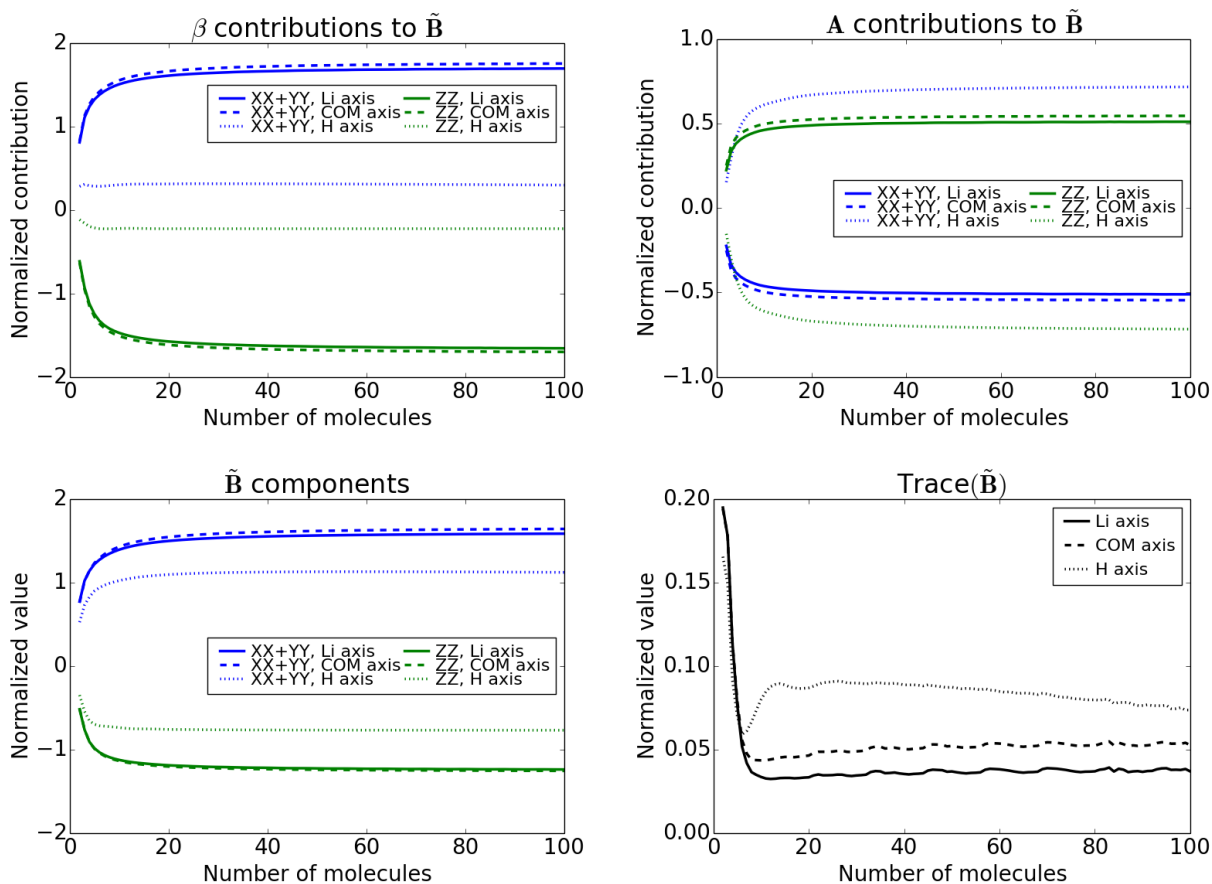 β contributions to B̃
Normalized contribution
2
1
0
−1
−2
XX+YY, Li axis
XX+YY, COM axis
XX+YY, H axis
ZZ, Li axis
ZZ, COM axis
ZZ, H axis
0 20 40 60 80 100
Number of molecules
A contributions to B̃
Normalized contribution
1.0
0.5
0.0
−0.5
−1.0
XX+YY, Li axis
XX+YY, COM axis
XX+YY, H axis
ZZ, Li axis
ZZ, COM axis
ZZ, H axis
0 20 40 60 80 100
Number of molecules
B̃ components
Normalized value
2
1
0
−1
−2
XX+YY, Li axis
XX+YY, COM axis
XX+YY, H axis
ZZ, Li axis
ZZ, COM axis
ZZ, H axis
0 20 40 60 80 100
Number of molecules
Trace(B̃)
Normalized value
0.20
0.15
0.10
0.05
0.00
Li axis
COM axis
H axis
0 20 40 60 80 100
Number of molecules